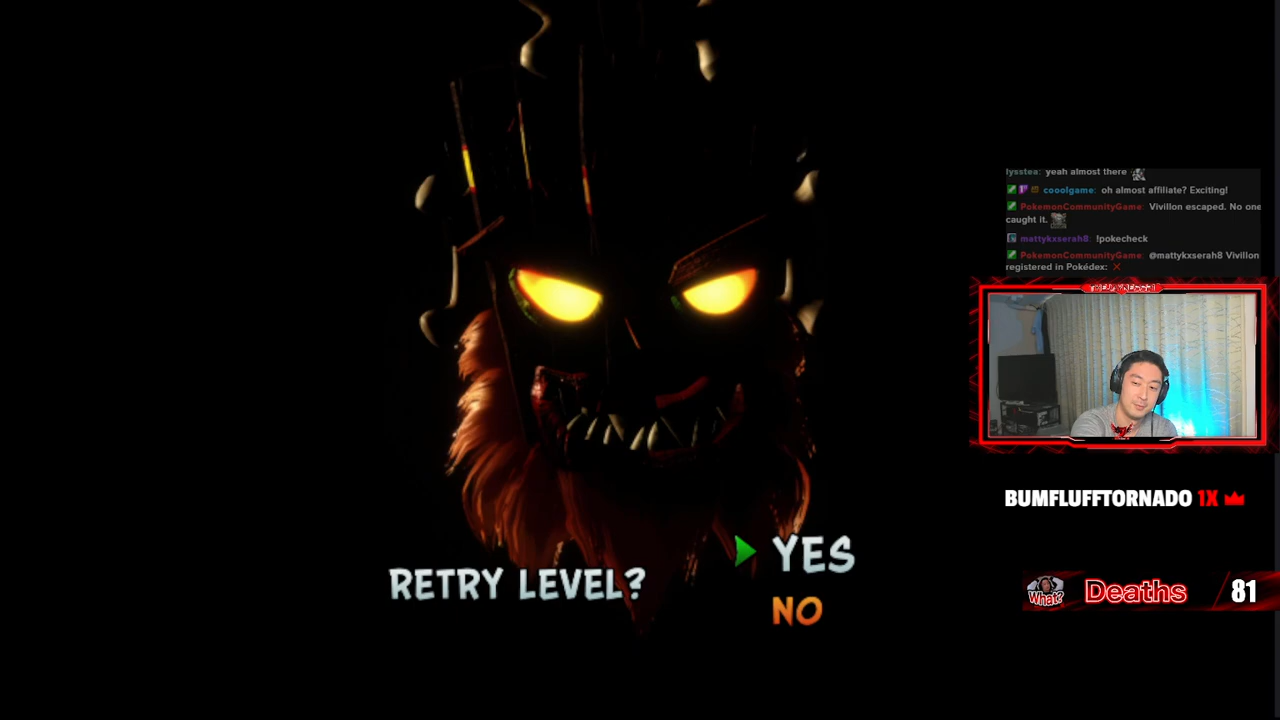 lysstea: yeah almost there
cooolgame: oh almost affiliate? Exciting!
PokemonCommunityGame: Vivillon escaped. No one
caught it.
mattykxserah8: !pokecheck
PokemonCommunityGame: @mattykxserah8 Vivillon
registered in Pokédex: ❌
BUMFLUFFTORNADO 1X
YES
RETRY LEVEL?
NO
What?
Deaths / 81